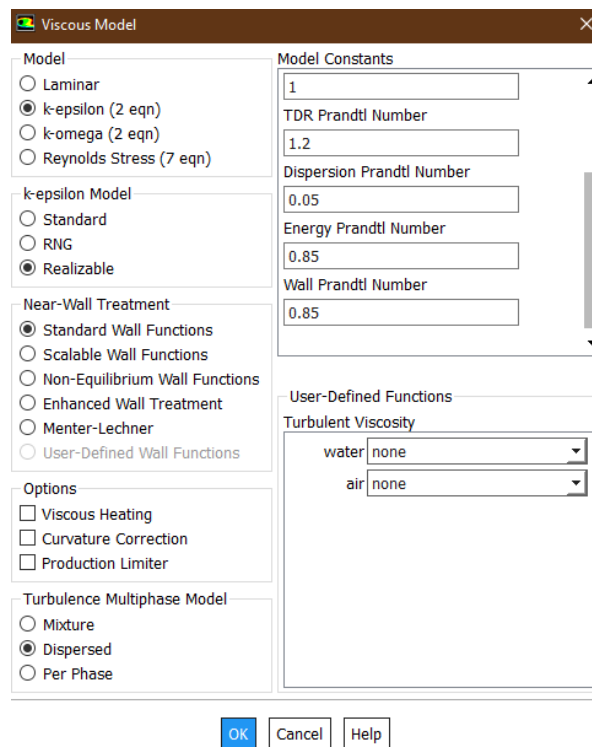 Viscous Model
Model
Laminar
k-epsilon (2 eqn)
k-omega (2 eqn)
Reynolds Stress (7 eqn)
k-epsilon Model
Standard
RNG
Realizable
Near-Wall Treatment
Standard Wall Functions
Scalable Wall Functions
Non-Equilibrium Wall Functions
Enhanced Wall Treatment
Menter-Lechner
User-Defined Wall Functions
Options
Viscous Heating
Curvature Correction
Production Limiter
Turbulence Multiphase Model
Mixture
Dispersed
Per Phase
Model Constants
1
TDR Prandtl Number
1.2
Dispersion Prandtl Number
0.05
Energy Prandtl Number
0.85
Wall Prandtl Number
0.85
User-Defined Functions
Turbulent Viscosity
water none
air none
OK Cancel Help